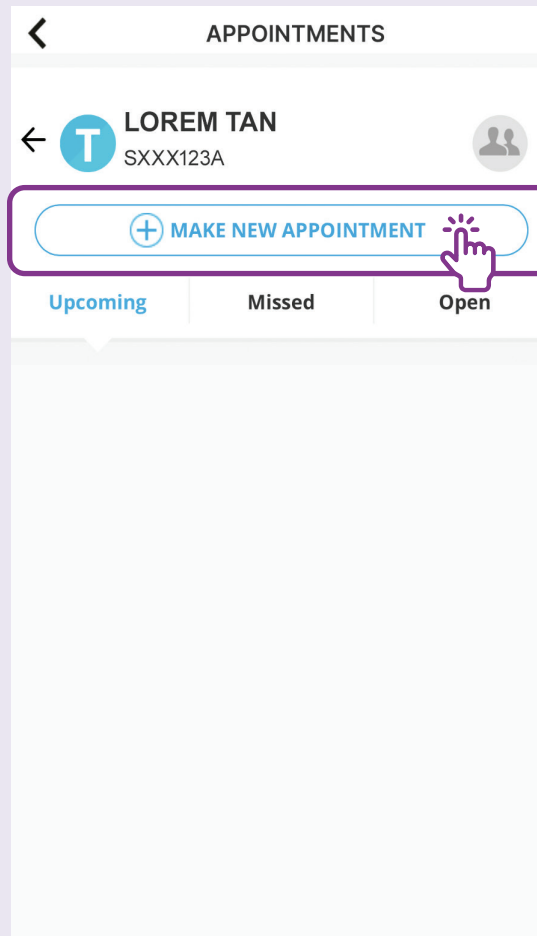 APPOINTMENTS
LOREM TAN
T
SXXX123A
MAKE NEW APPOINTMENT
Upcoming Missed Open